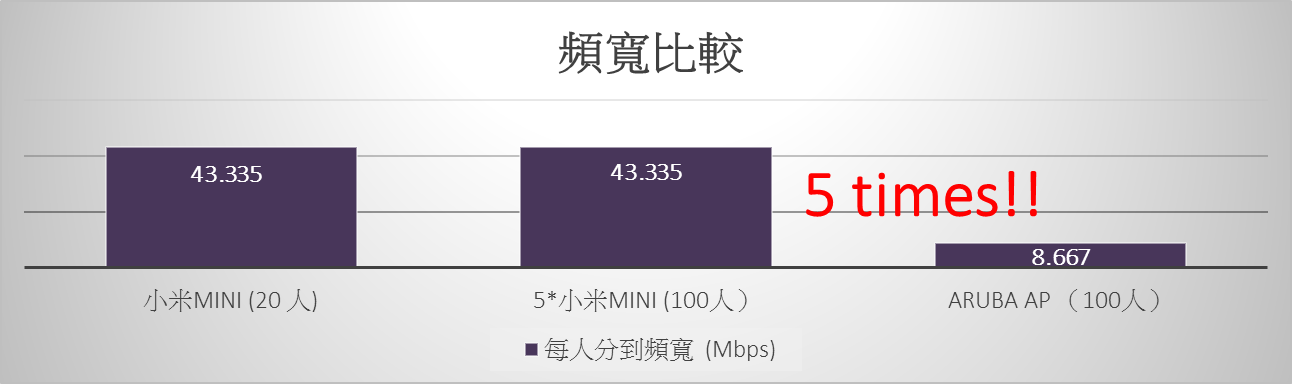 頻寬比較
43.335
43.335
5 times!!
8.667
小米MINI (20 人)
5*小米MINI (100人）
ARUBA AP （100人）
每人分到頻寬 (Mbps)